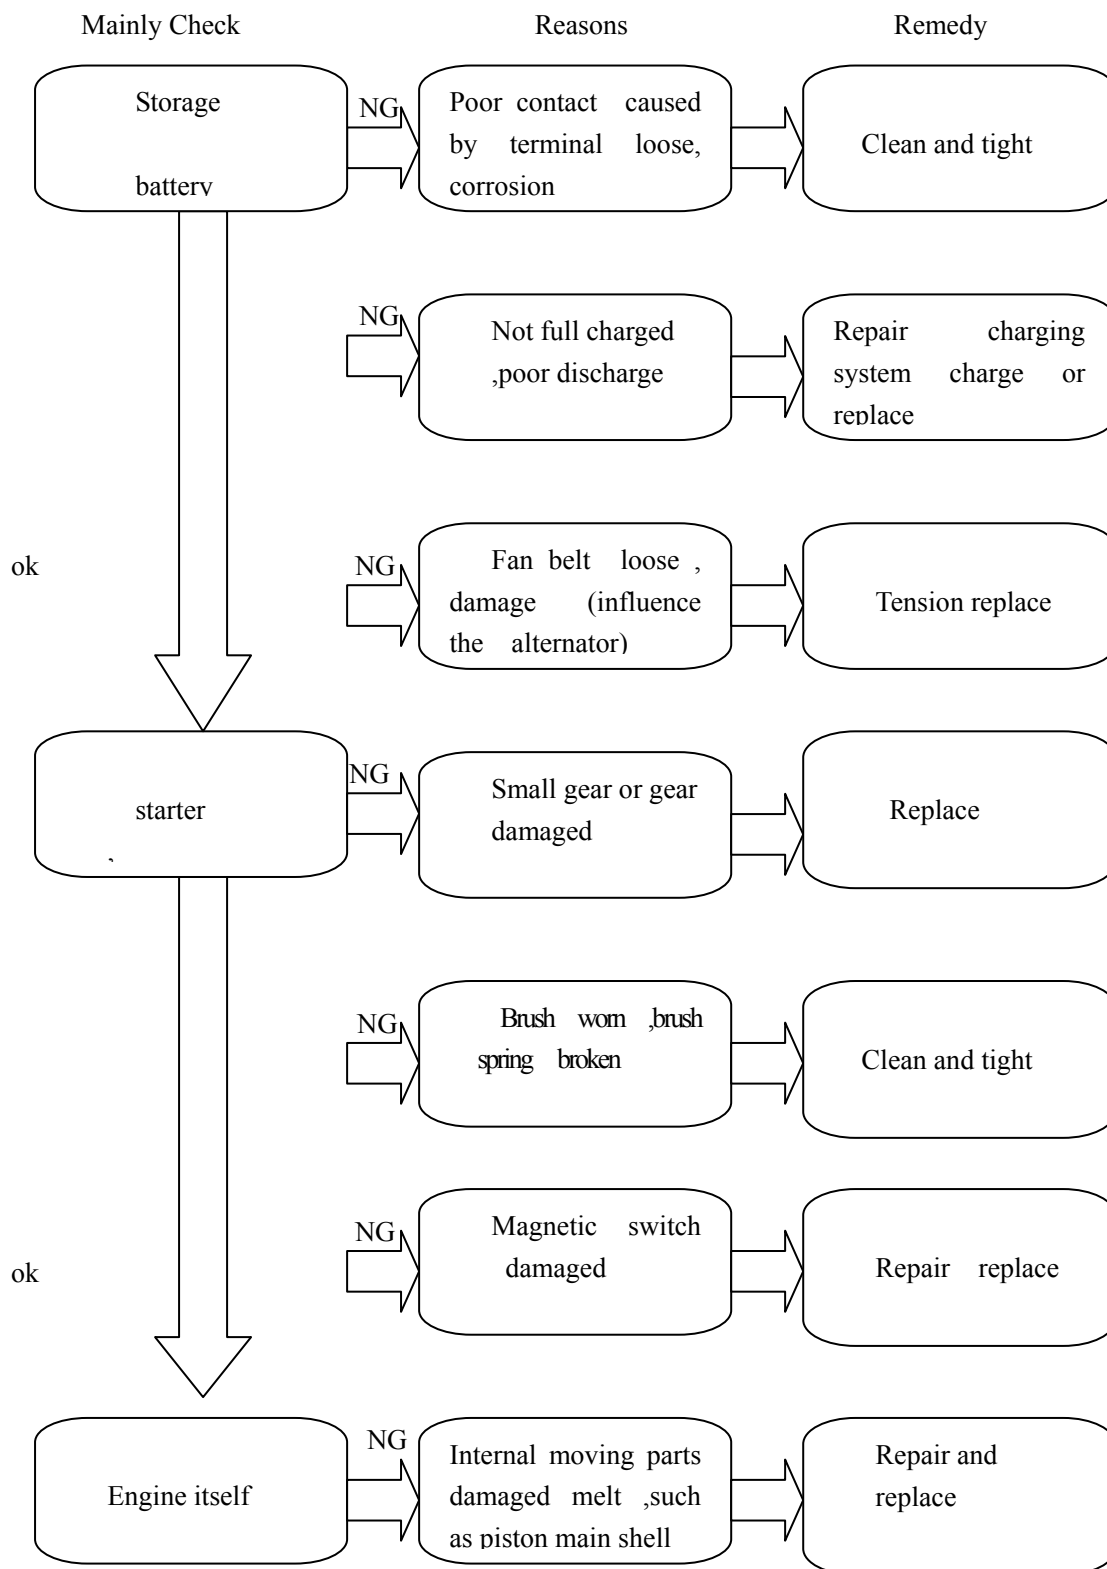 Mainly Check Reasons Remedy
Storage
battery
NG
Poor contact caused
by terminal loose,
corrosion
Clean and tight
NG
Not full charged
,poor discharge
Repair charging
system charge or
replace
ok
NG
Fan belt loose ,
damage (influence
the alternator)
Tension replace
starter
,
NG
Small gear or gear
damaged
Replace
NG
Brush worn ,brush
spring broken
Clean and tight
ok
NG
Magnetic switch
damaged
Repair replace
Engine itself
NG
Internal moving parts
damaged melt ,such
as piston main shell
Repair and
replace